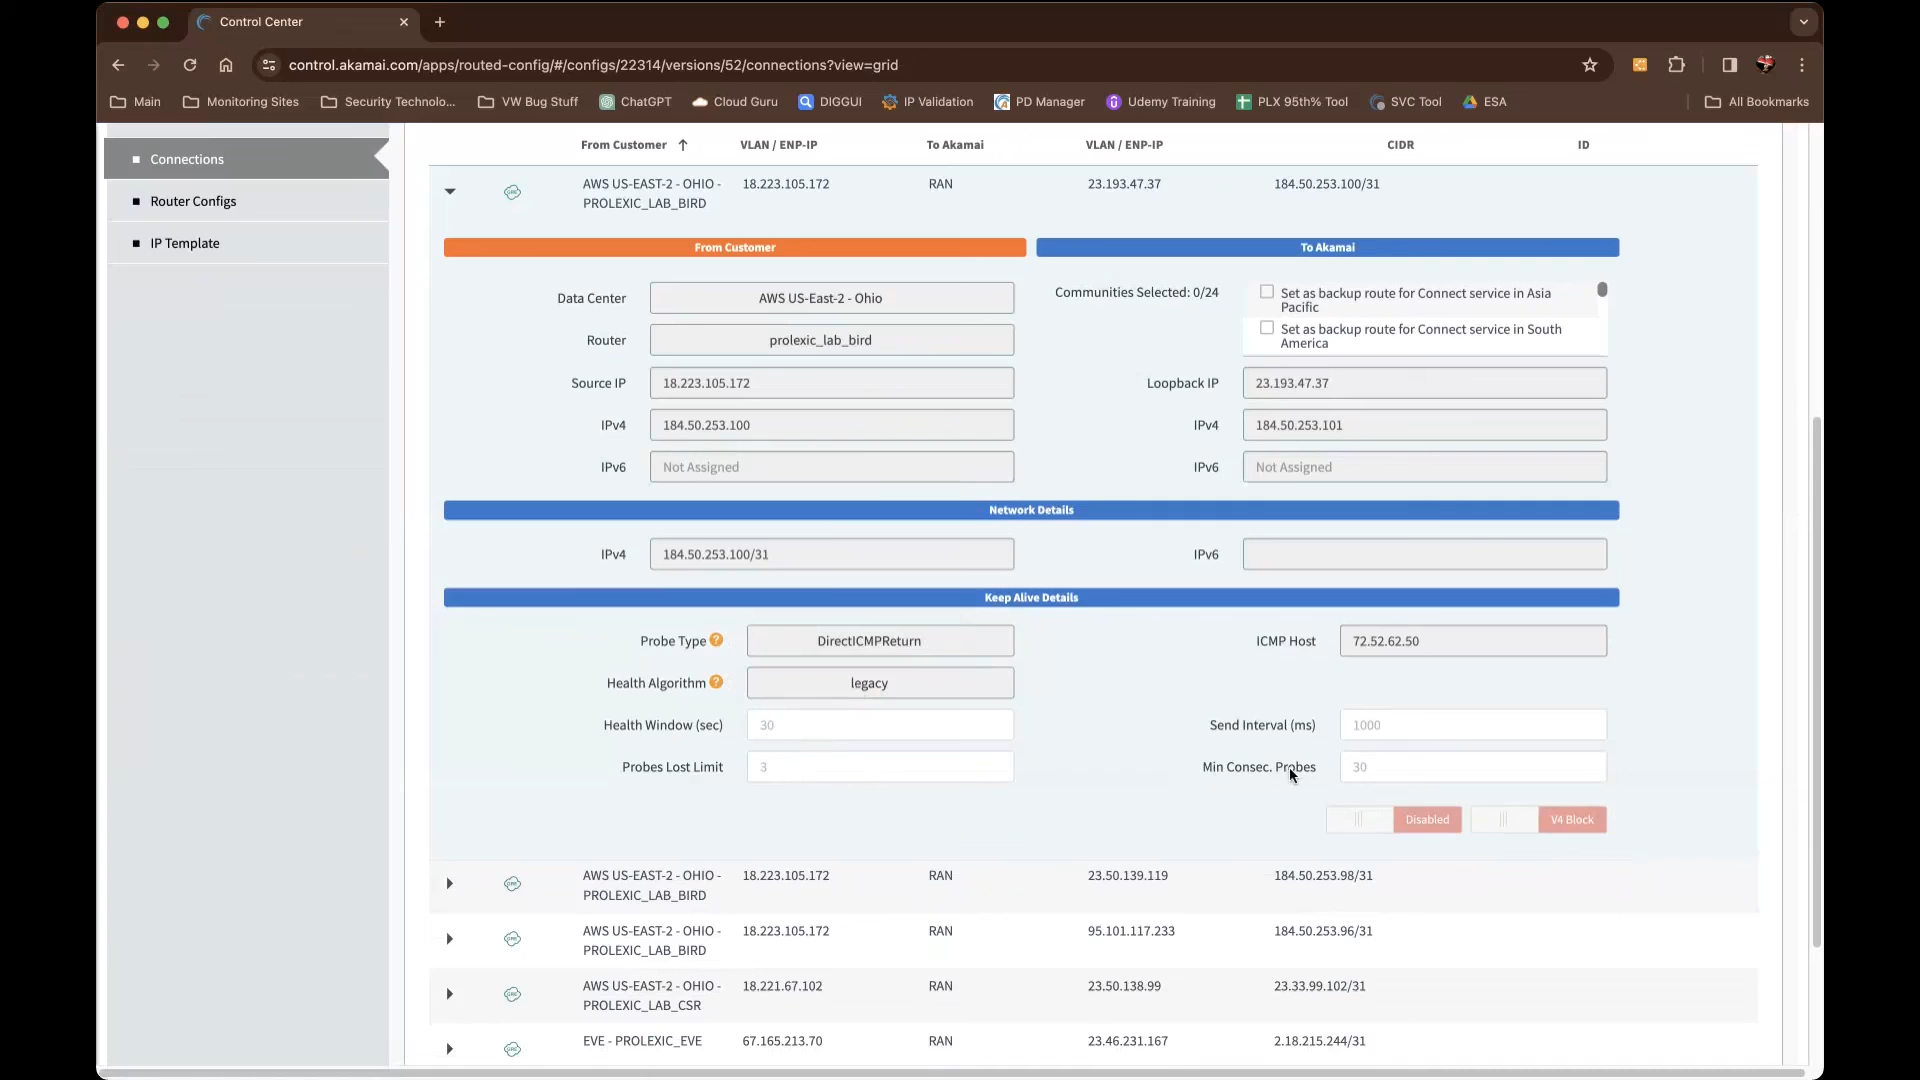 Control Center
control.akamai.com/apps/routed-config/#/configs/22314/versions/52/connections?view=grid
Main Monitoring Sites Security Technolo... VW Bug Stuff ChatGPT Cloud Guru DIGGUI IP Validation PD Manager Udemy Training PLX 95th% Tool SVC Tool ESA All Bookmarks
Connections
Router Configs
IP Template
From Customer VLAN / ENP-IP To Akamai VLAN / ENP-IP CIDR ID
AWS US-EAST-2 - OHIO - 18.223.105.172 RAN 23.193.47.37 184.50.253.100/31
PROLEXIC_LAB_BIRD
From Customer To Akamai
Data Center AWS US-East-2 - Ohio
Communities Selected: 0/24 Set as backup route for Connect service in Asia
Pacific
Set as backup route for Connect service in South
America
Router prolexic_lab_bird
Source IP 18.223.105.172 Loopback IP 23.193.47.37
IPv4 184.50.253.100 IPv4 184.50.253.101
IPv6 Not Assigned IPv6 Not Assigned
Network Details
IPv4 184.50.253.100/31 IPv6
Keep Alive Details
Probe Type ? DirectICMPReturn ICMP Host 72.52.62.50
Health Algorithm ? legacy
Health Window (sec) 30 Send Interval (ms) 1000
Probes Lost Limit 3 Min Consec. Probes 30
Disabled V4 Block
AWS US-EAST-2 - OHIO - 18.223.105.172 RAN 23.50.139.119 184.50.253.98/31
PROLEXIC_LAB_BIRD
AWS US-EAST-2 - OHIO - 18.223.105.172 RAN 95.101.117.233 184.50.253.96/31
PROLEXIC_LAB_BIRD
AWS US-EAST-2 - OHIO - 18.221.67.102 RAN 23.50.138.99 23.33.99.102/31
PROLEXIC_LAB_CSR
EVE - PROLEXIC_EVE 67.165.213.70 RAN 23.46.231.167 2.18.215.244/31